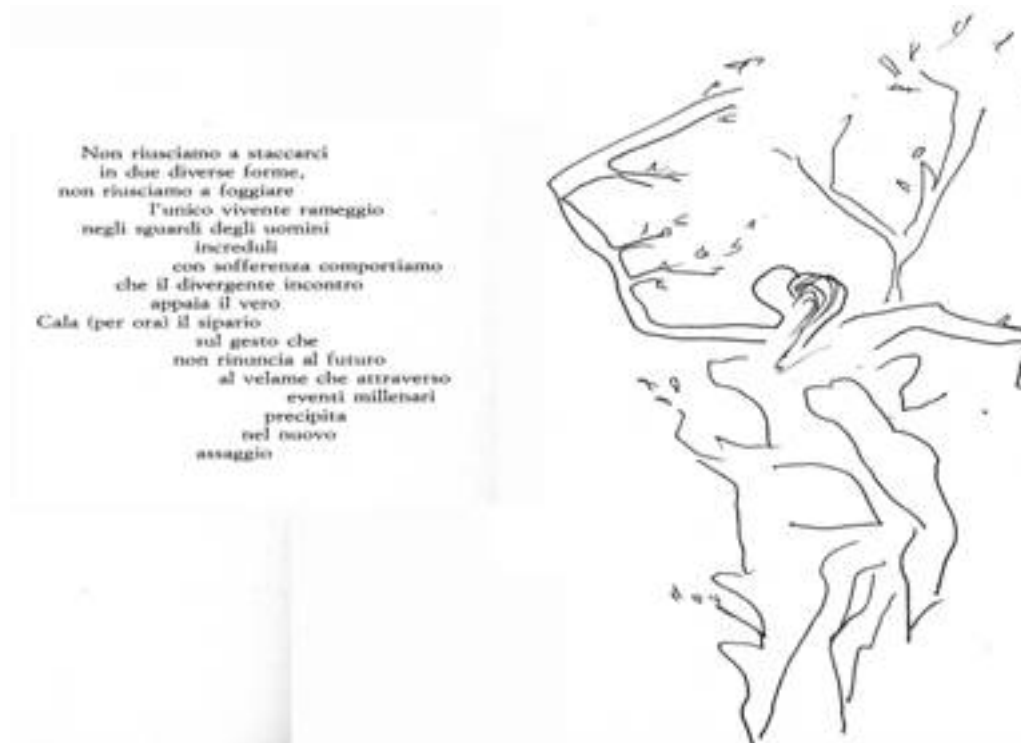 Non riusciamo a staccarci
in due diverse forme,
non riusciamo a foggiare
l'unico vivente rameggio
negli sguardi degli uomini
increduli
con sofferenza comportiamo
che il divergente incontro
appaia il vero
Cala (per ora) il sipario
sul gesto che
non rinuncia al futuro
al velame che attraverso
eventi millenari
precipita
nel nuovo
assaggio